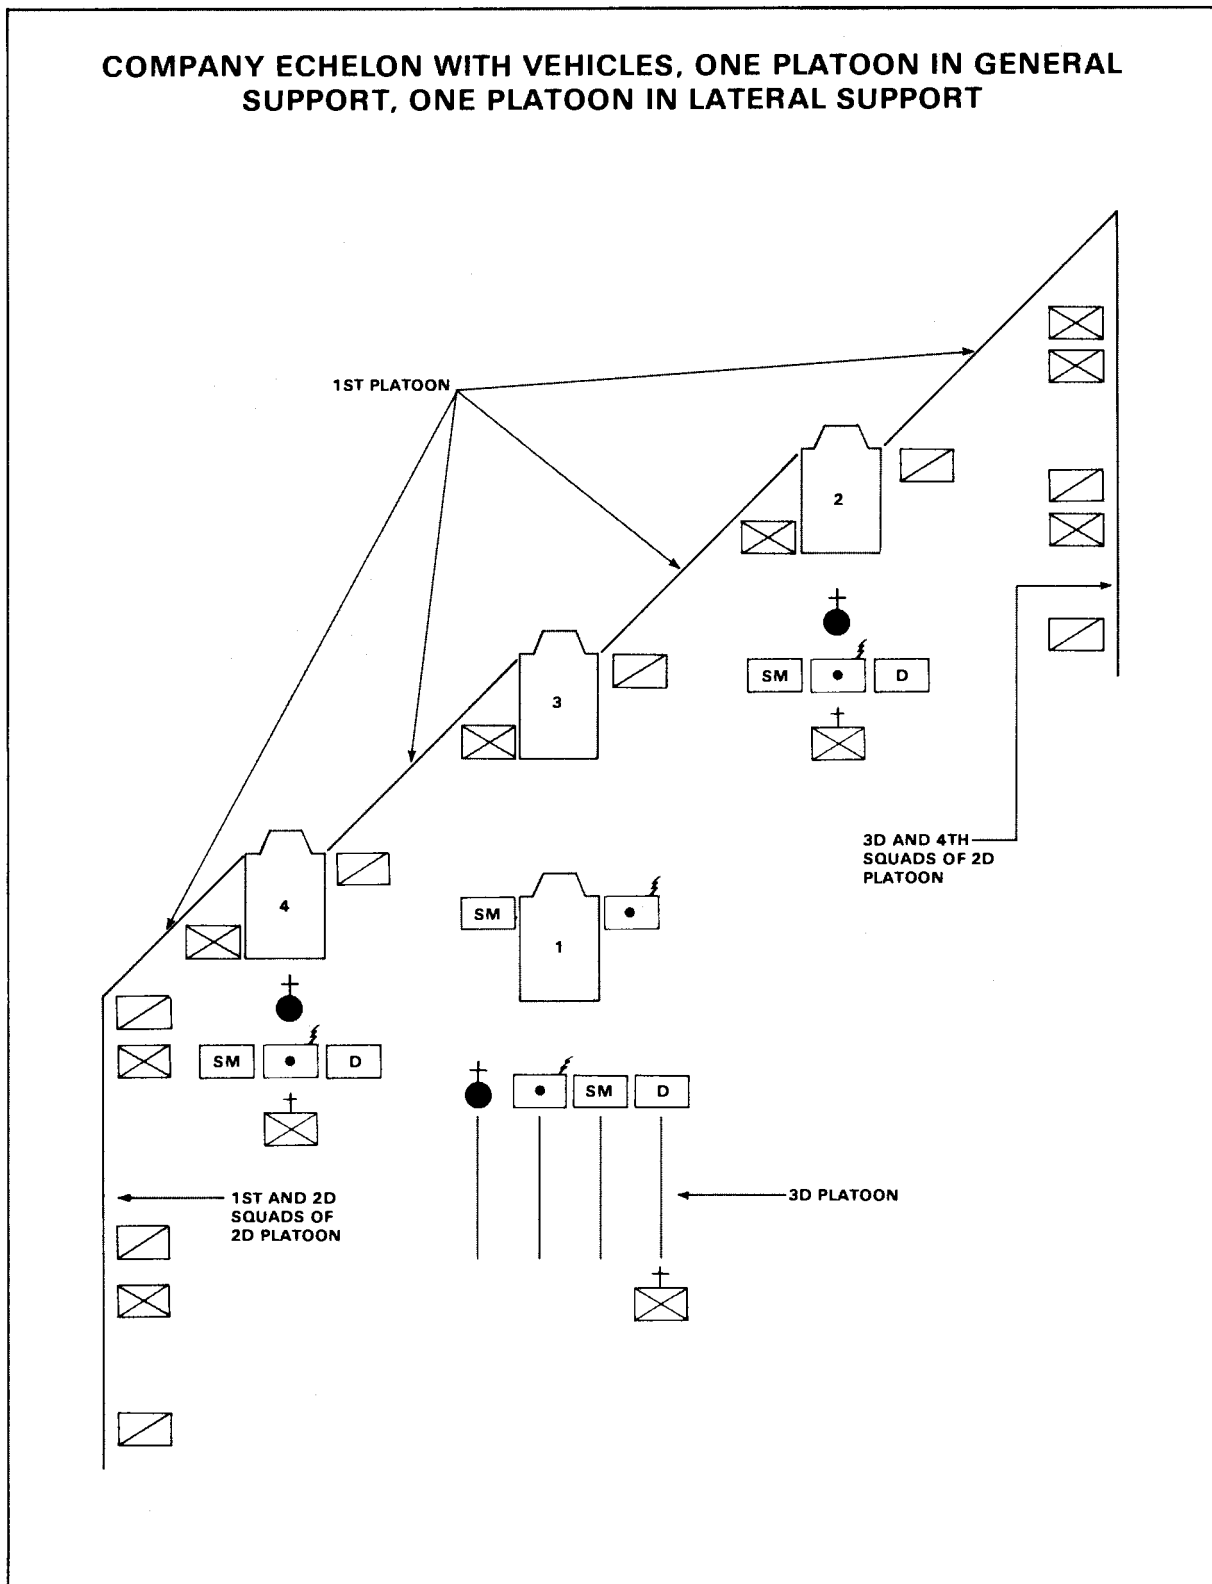 COMPANY ECHELON WITH VEHICLES, ONE PLATOON IN GENERAL
SUPPORT, ONE PLATOON IN LATERAL SUPPORT
1ST PLATOON
2
SM
D
3
3D AND 4TH
SQUADS OF 2D
PLATOON
4
SM
1
SM
D
SM
D
1ST AND 2D
SQUADS OF
2D PLATOON
3D PLATOON